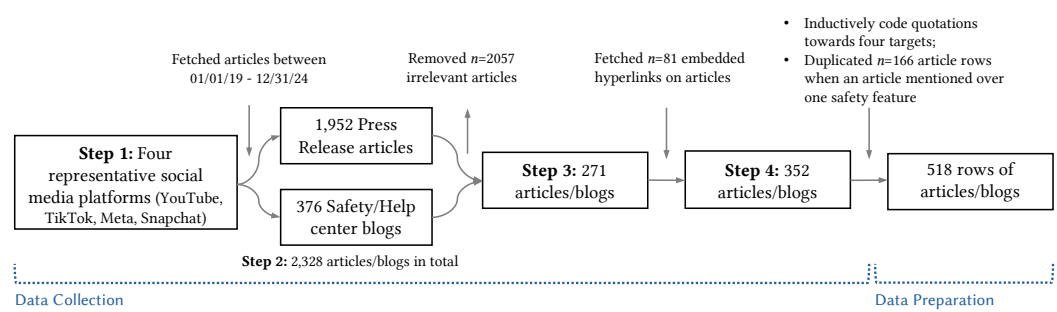 Fetched articles between
01/01/19 - 12/31/24
Removed n=2057
irrelevant articles
Fetched n=81 embedded
hyperlinks on articles
• Inductively code quotations
towards four targets;
• Duplicated n=166 article rows
when an article mentioned over
one safety feature
Step 1: Four
representative social
media platforms (YouTube,
TikTok, Meta, Snapchat)
1,952 Press
Release articles
376 Safety/Help
center blogs
Step 2: 2,328 articles/blogs in total
Step 3: 271
articles/blogs
Step 4: 352
articles/blogs
518 rows of
articles/blogs
Data Collection
Data Preparation